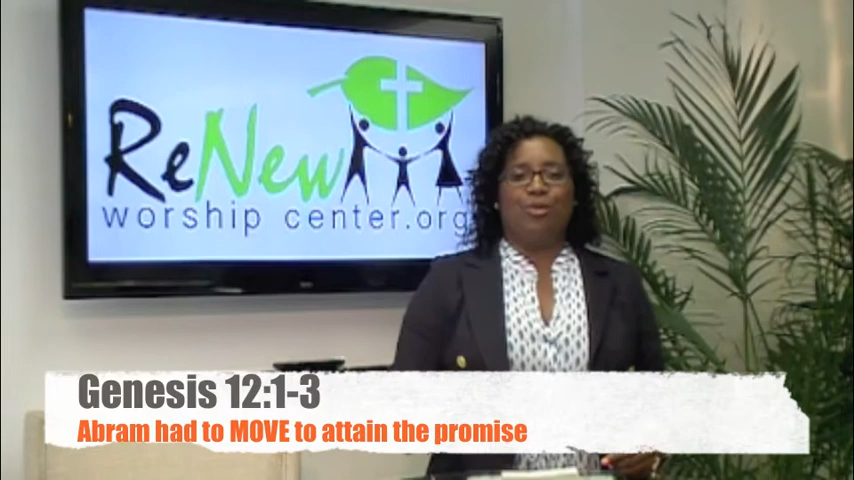 ReNew
worship center.org
Genesis 12:1-3
Abram had to MOVE to attain the promise